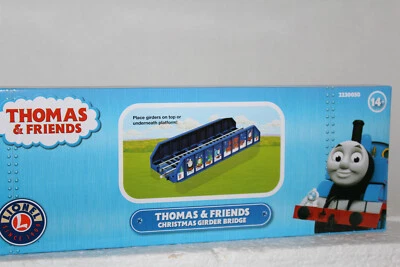 THOMAS
& FRIENDS
Place girders on top or
underneath platform!
14+
LIONEL
L
THOMAS & FRIENDS
CHRISTMAS GIRDER BRIDGE